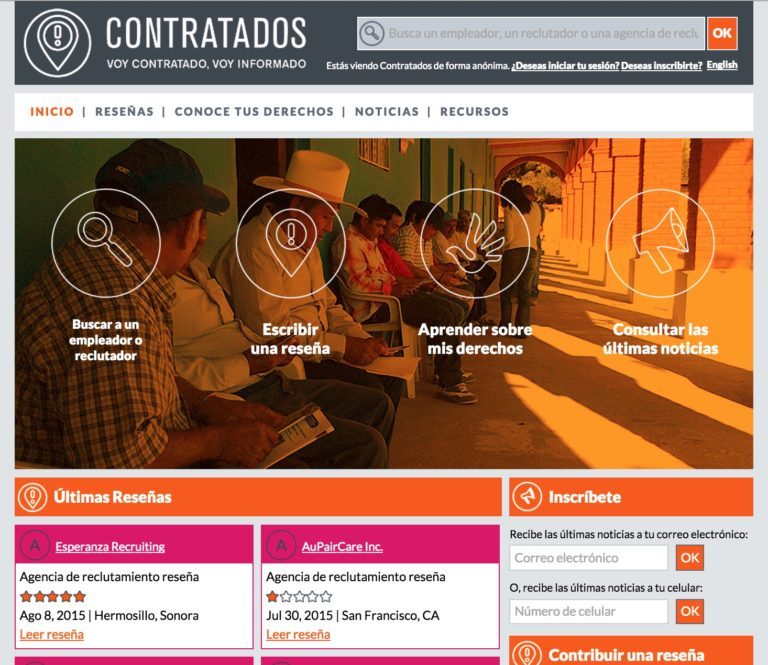 CONTRATADOS
VOY CONTRATADO, VOY INFORMADO
Busca un empleador, un reclutador o una agencia de reclu
OK
Estás viendo Contratados de forma anónima. ¿Deseas iniciar tu sesión? Deseas inscribirte? English
INICIO | RESEÑAS | CONOCE TUS DERECHOS | NOTICIAS | RECURSOS
Buscar a un
empleador o
reclutador
Escribir
una reseña
Aprender sobre
mis derechos
Consultar las
últimas noticias
Últimas Reseñas
A Esperanza Recruiting
Agencia de reclutamiento reseña
Ago 8, 2015 | Hermosillo, Sonora
Leer reseña
A AuPairCare Inc.
Agencia de reclutamiento reseña
Jul 30, 2015 | San Francisco, CA
Leer reseña
Inscríbete
Recibe las últimas noticias a tu correo electrónico:
Correo electrónico OK
O, recibe las últimas noticias a tu celular:
Número de celular OK
Contribuir una reseña